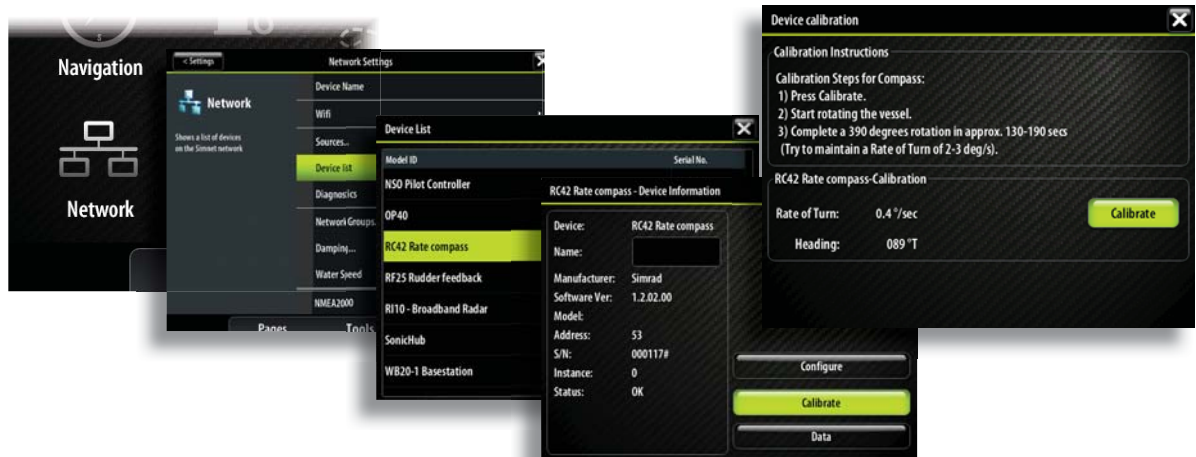 S
Navigation
Network
< Settings
Network Settings
Network
Shows a list of devices
on the Simnet network
Device Name
Wifi
Sources...
Device list
Diagnostics
Network Groups.
Damping...
Water Speed
NMEA2000
Pages
Tools
Device List
Model ID
Serial No.
NSO Pilot Controller
OP40
RC42 Rate compass
RF25 Rudder feedback
RI10 - Broadband Radar
SonicHub
WB20-1 Basestation
RC42 Rate compass - Device Information
Device: RC42 Rate compass
Name:
Manufacturer: Simrad
Software Ver: 1.2.02.00
Model:
Address: 53
S/N: 000117#
Instance: 0
Status: OK
Configure
Calibrate
Data
Device calibration
Calibration Instructions
Calibration Steps for Compass:
1) Press Calibrate.
2) Start rotating the vessel.
3) Complete a 390 degrees rotation in approx. 130-190 secs
(Try to maintain a Rate of Turn of 2-3 deg/s).
RC42 Rate compass-Calibration
Rate of Turn: 0.4 °/sec
Calibrate
Heading: 089 °T